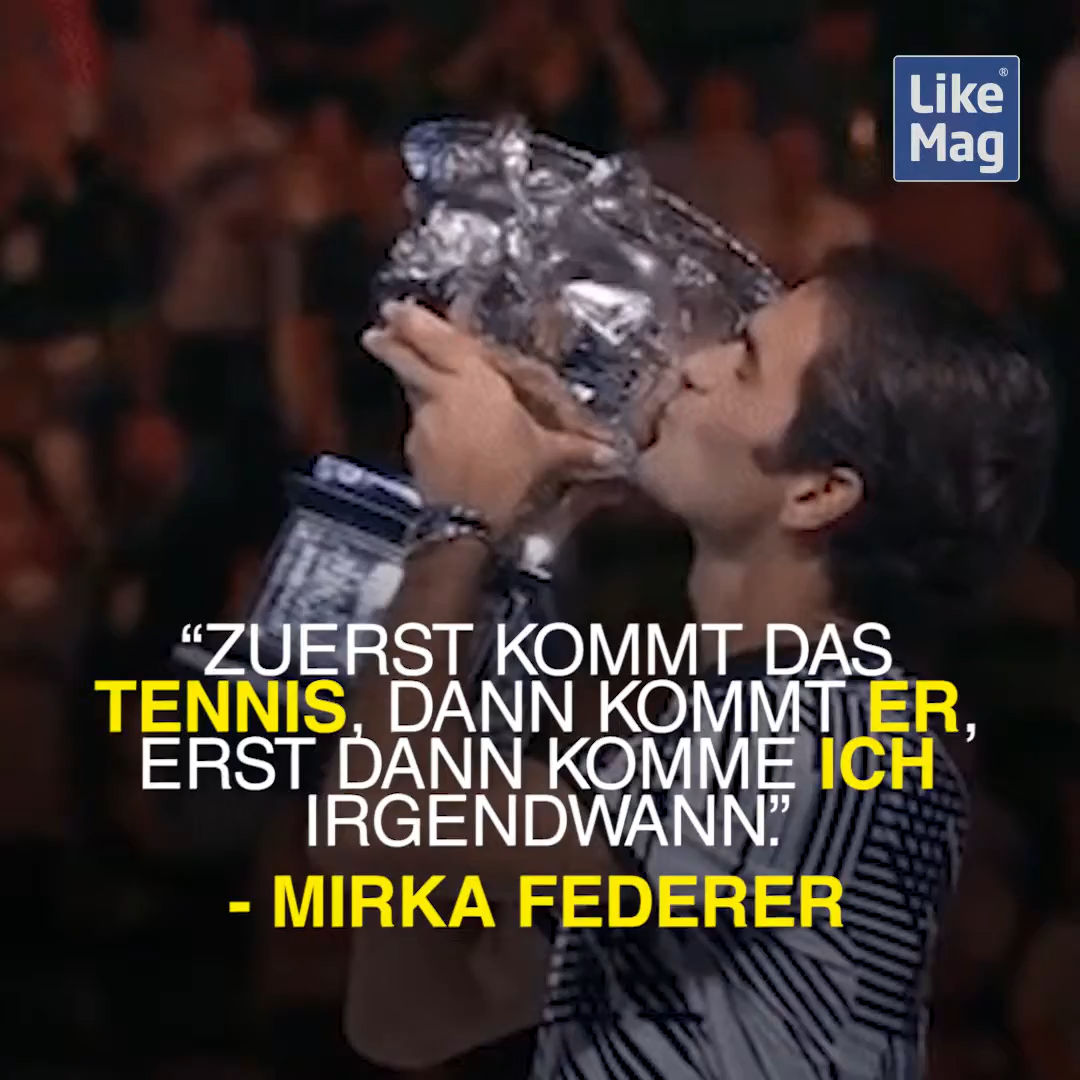 Like®
Mag
“ZUERST KOMMT DAS
TENNIS, DANN KOMMT ER,
ERST DANN KOMME ICH
IRGENDWANN.”
- MIRKA FEDERER